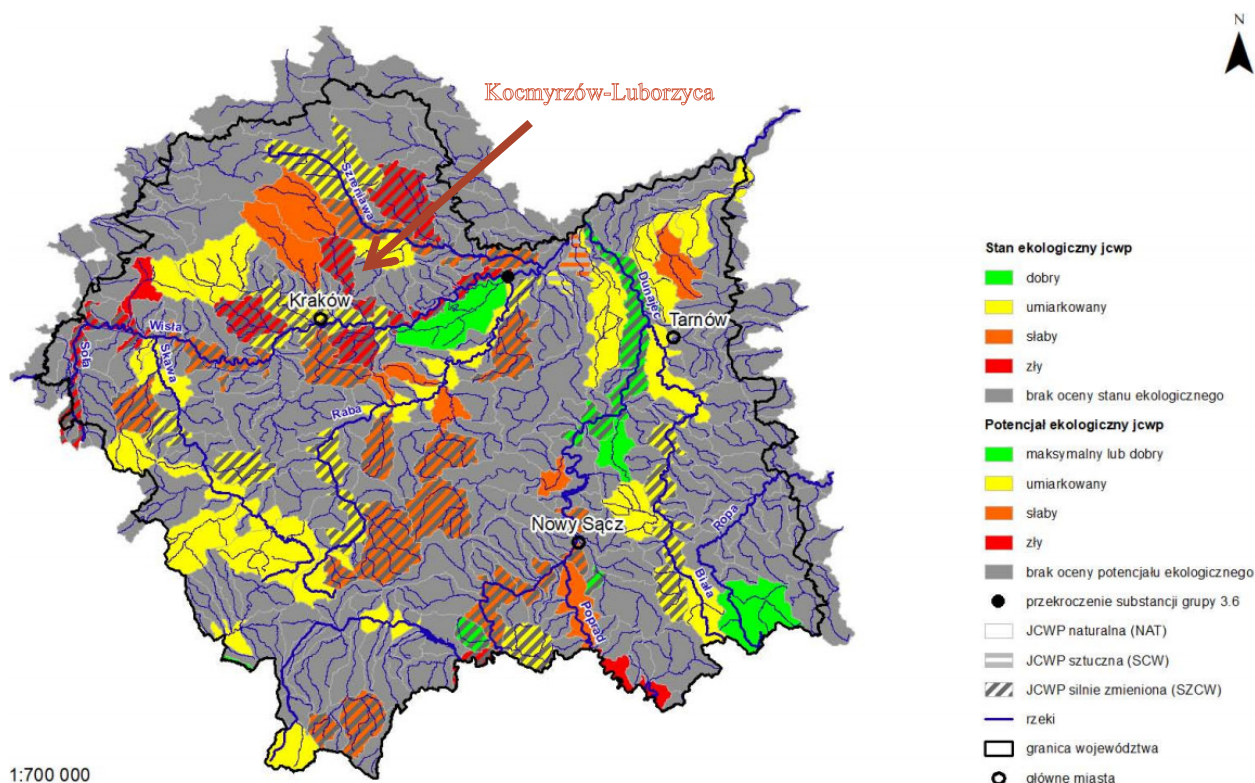 N
Kocmyrzów-Luborzyca
Szreniawa
Kraków
Wisła
Soła
Skawa
Raba
Dunajec
Tarnów
Nowy Sącz
Ropa
Biała
Poprad
1:700 000
Stan ekologiczny jcwp
dobry
umiarkowany
słaby
zły
brak oceny stanu ekologicznego
Potencjał ekologiczny jcwp
maksymalny lub dobry
umiarkowany
słaby
zły
brak oceny potencjału ekologicznego
przekroczenie substancji grupy 3.6
JCWP naturalna (NAT)
JCWP sztuczna (SCW)
JCWP silnie zmieniona (SZCW)
rzeki
granica województwa
główne miasta